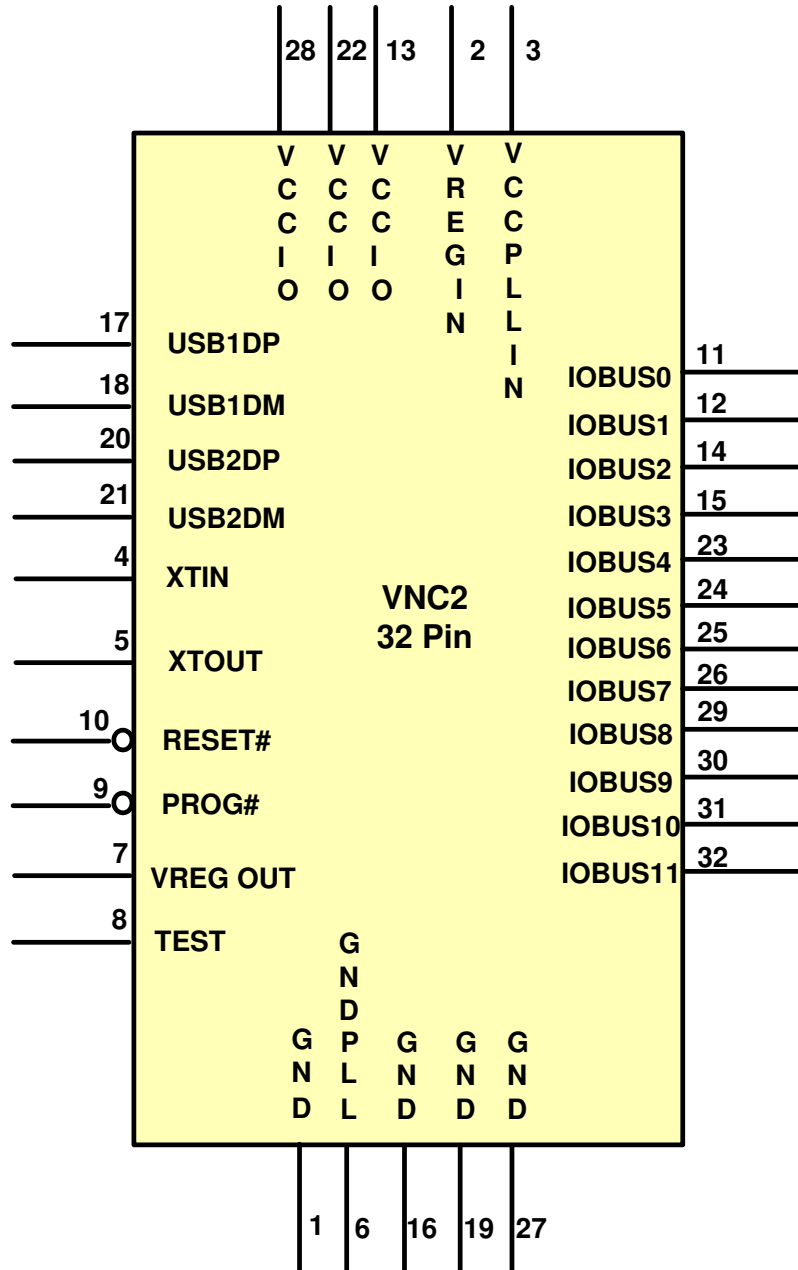 28 22 13 2 3
VCCIO VCCIO VCCIO VREGIN VCCPLLIN
17 USB1DP
18 USB1DM
20 USB2DP
21 USB2DM
4 XTIN
5 XTOUT
10 RESET#
9 PROG#
7 VREG OUT
8 TEST
VNC2
32 Pin
IOBUS0 11
IOBUS1 12
IOBUS2 14
IOBUS3 15
IOBUS4 23
IOBUS5 24
IOBUS6 25
IOBUS7 26
IOBUS8 29
IOBUS9 30
IOBUS10 31
IOBUS11 32
GND GNDPLL GND GND GND
1 6 16 19 27